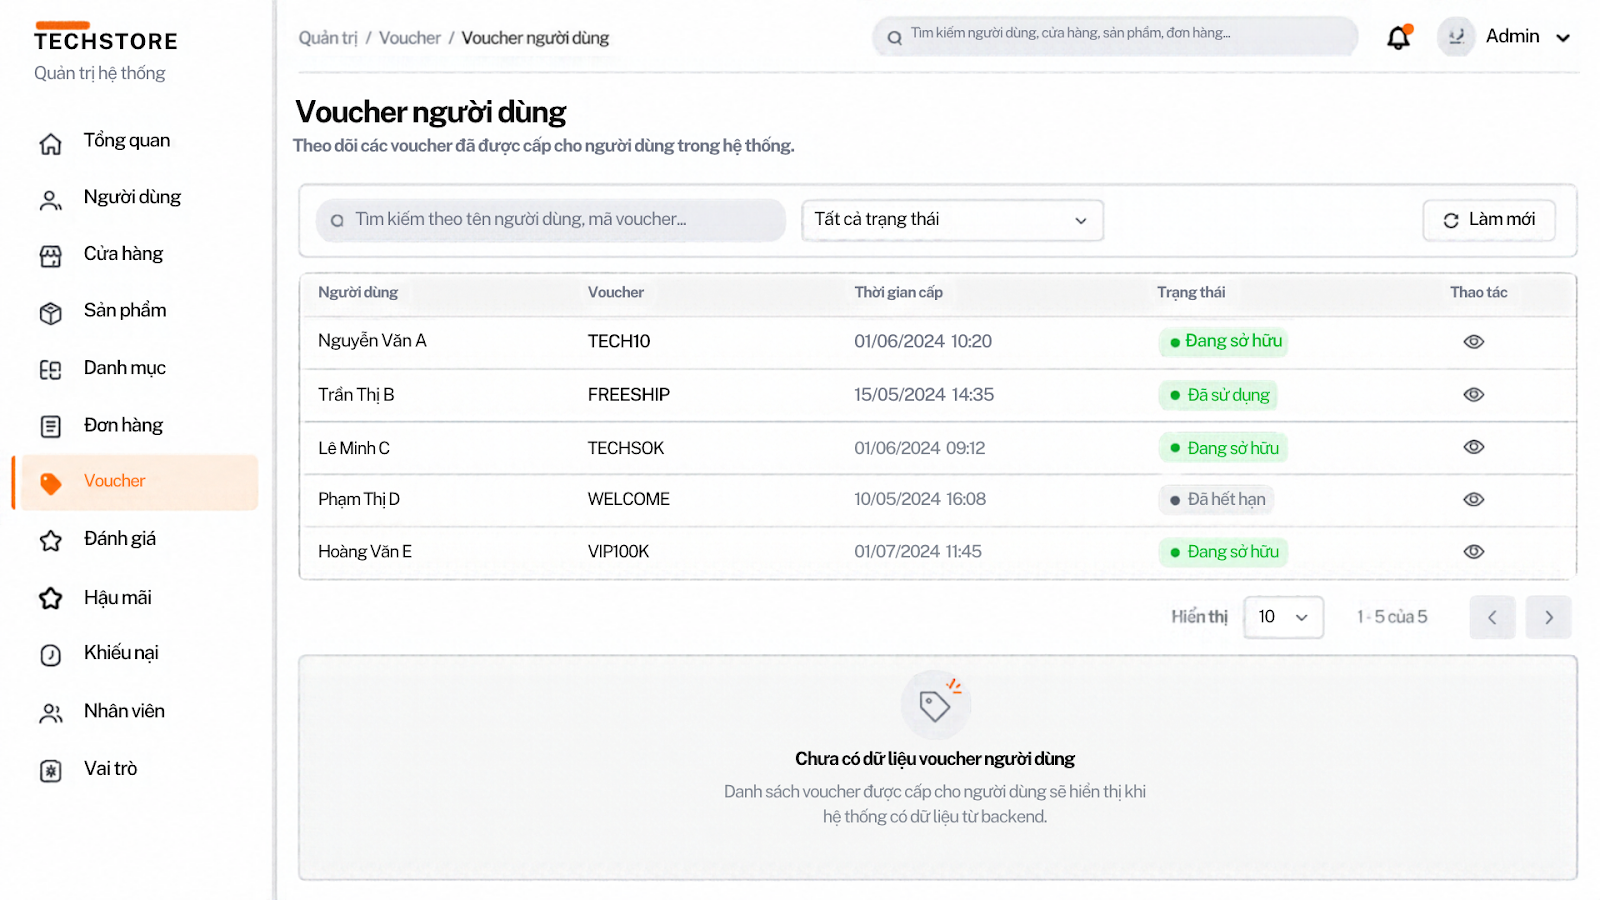 TECHSTORE
Quản trị hệ thống
Tổng quan
Người dùng
Cửa hàng
Sản phẩm
Danh mục
Đơn hàng
Voucher
Đánh giá
Hậu mãi
Khiếu nại
Nhân viên
Vai trò
Quản trị / Voucher / Voucher người dùng
Tìm kiếm người dùng, cửa hàng, sản phẩm, đơn hàng...
Admin
Voucher người dùng
Theo dõi các voucher đã được cấp cho người dùng trong hệ thống.
Tìm kiếm theo tên người dùng, mã voucher...
Tất cả trạng thái
Làm mới
Người dùng Voucher Thời gian cấp Trạng thái Thao tác
Nguyễn Văn A TECH10 01/06/2024 10:20 Đang sở hữu
Trần Thị B FREESHIP 15/05/2024 14:35 Đã sử dụng
Lê Minh C TECHSOK 01/06/2024 09:12 Đang sở hữu
Phạm Thị D WELCOME 10/05/2024 16:08 Đã hết hạn
Hoàng Văn E VIP100K 01/07/2024 11:45 Đang sở hữu
Hiển thị 10 1 - 5 của 5
Chưa có dữ liệu voucher người dùng
Danh sách voucher được cấp cho người dùng sẽ hiển thị khi
hệ thống có dữ liệu từ backend.